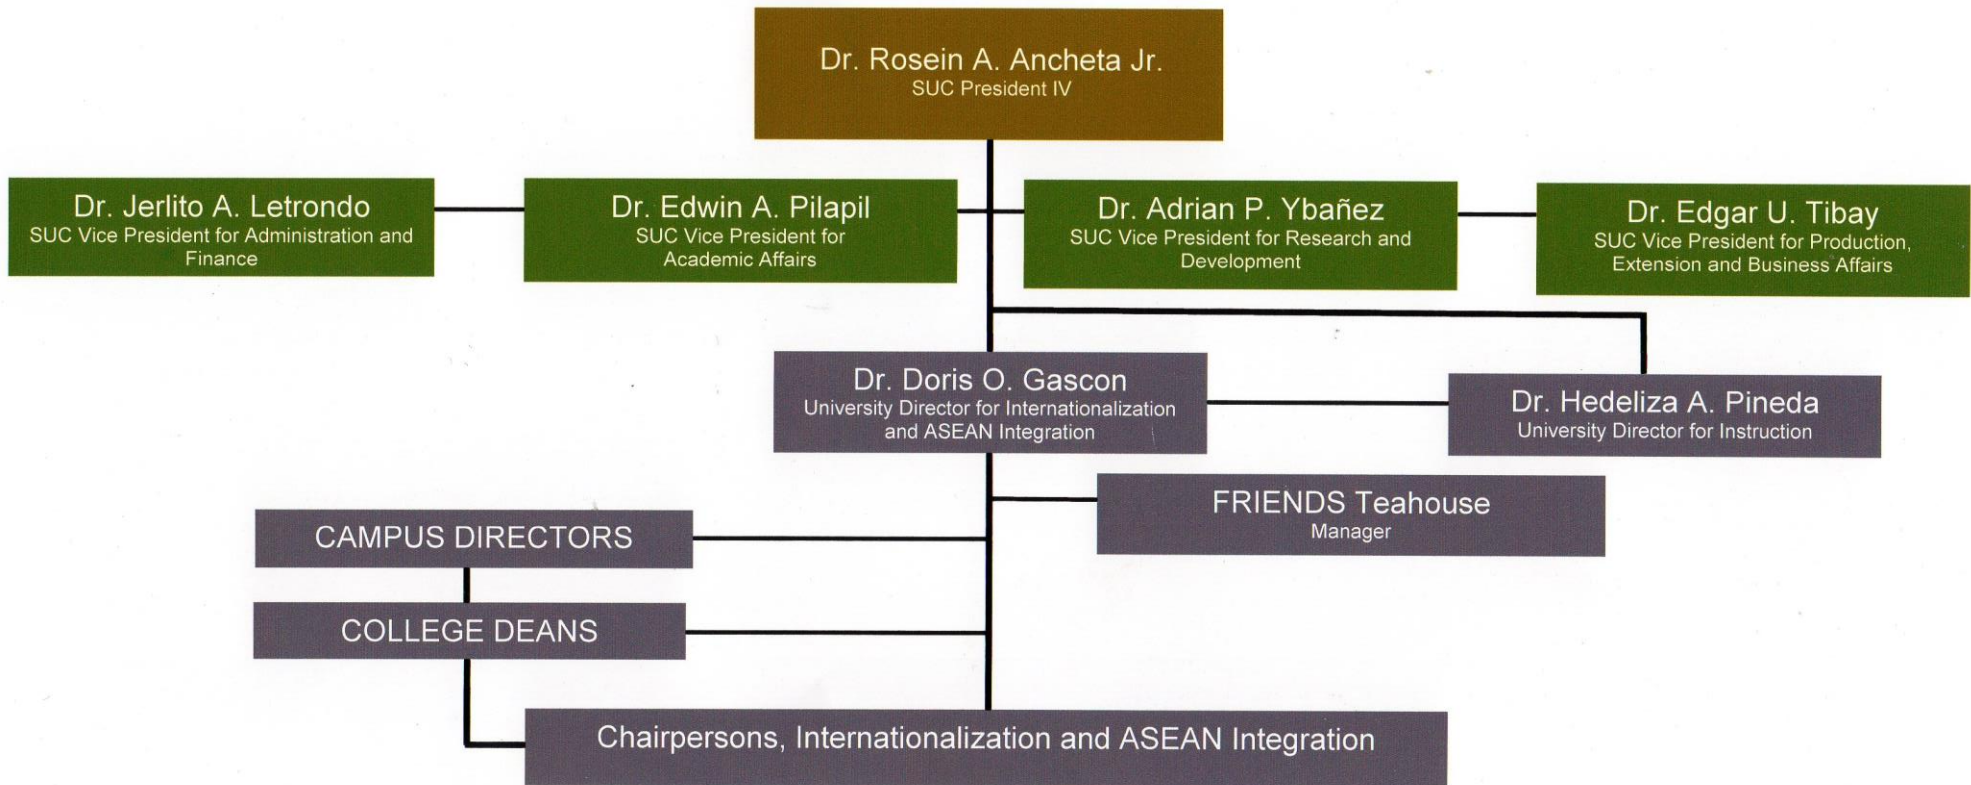 Dr. Rosein A. Ancheta Jr.
SUC President IV
Dr. Jerlito A. Letrondo
SUC Vice President for Administration and
Finance
Dr. Edwin A. Pilapil
SUC Vice President for
Academic Affairs
Dr. Adrian P. Ybañez
SUC Vice President for Research and
Development
Dr. Edgar U. Tibay
SUC Vice President for Production,
Extension and Business Affairs
Dr. Doris O. Gascon
University Director for Internationalization
and ASEAN Integration
Dr. Hedeliza A. Pineda
University Director for Instruction
FRIENDS Teahouse
Manager
CAMPUS DIRECTORS
COLLEGE DEANS
Chairpersons, Internationalization and ASEAN Integration